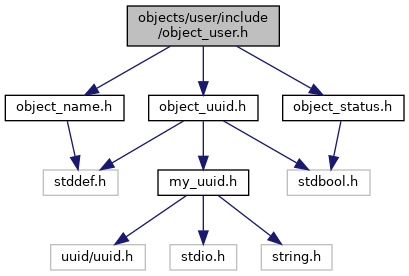 objects/user/include
/object_user.h
object_name.h
object_uuid.h
object_status.h
stddef.h
my_uuid.h
stdbool.h
uuid/uuid.h
stdio.h
string.h